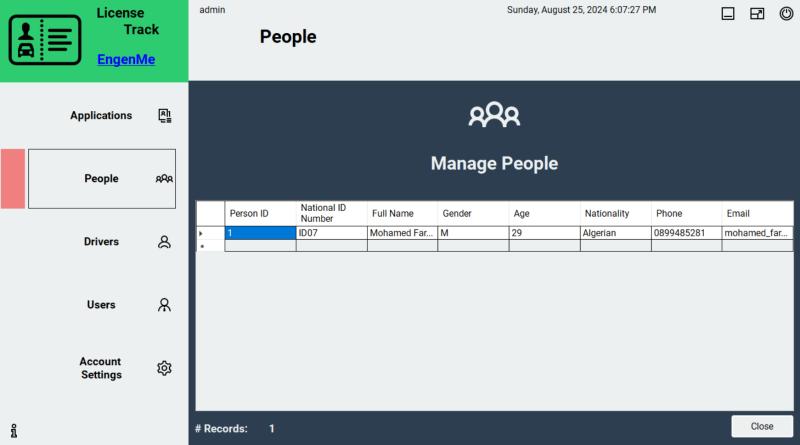 License
Track
EngenMe
admin
Sunday, August 25, 2024 6:07:27 PM
People
Applications
People
Drivers
Users
Account
Settings
Manage People
Person ID
National ID
Number
Full Name
Gender
Age
Nationality
Phone
Email
1
ID07
Mohamed Far...
M
29
Algerian
0899485281
mohamed_far...
# Records: 1
Close